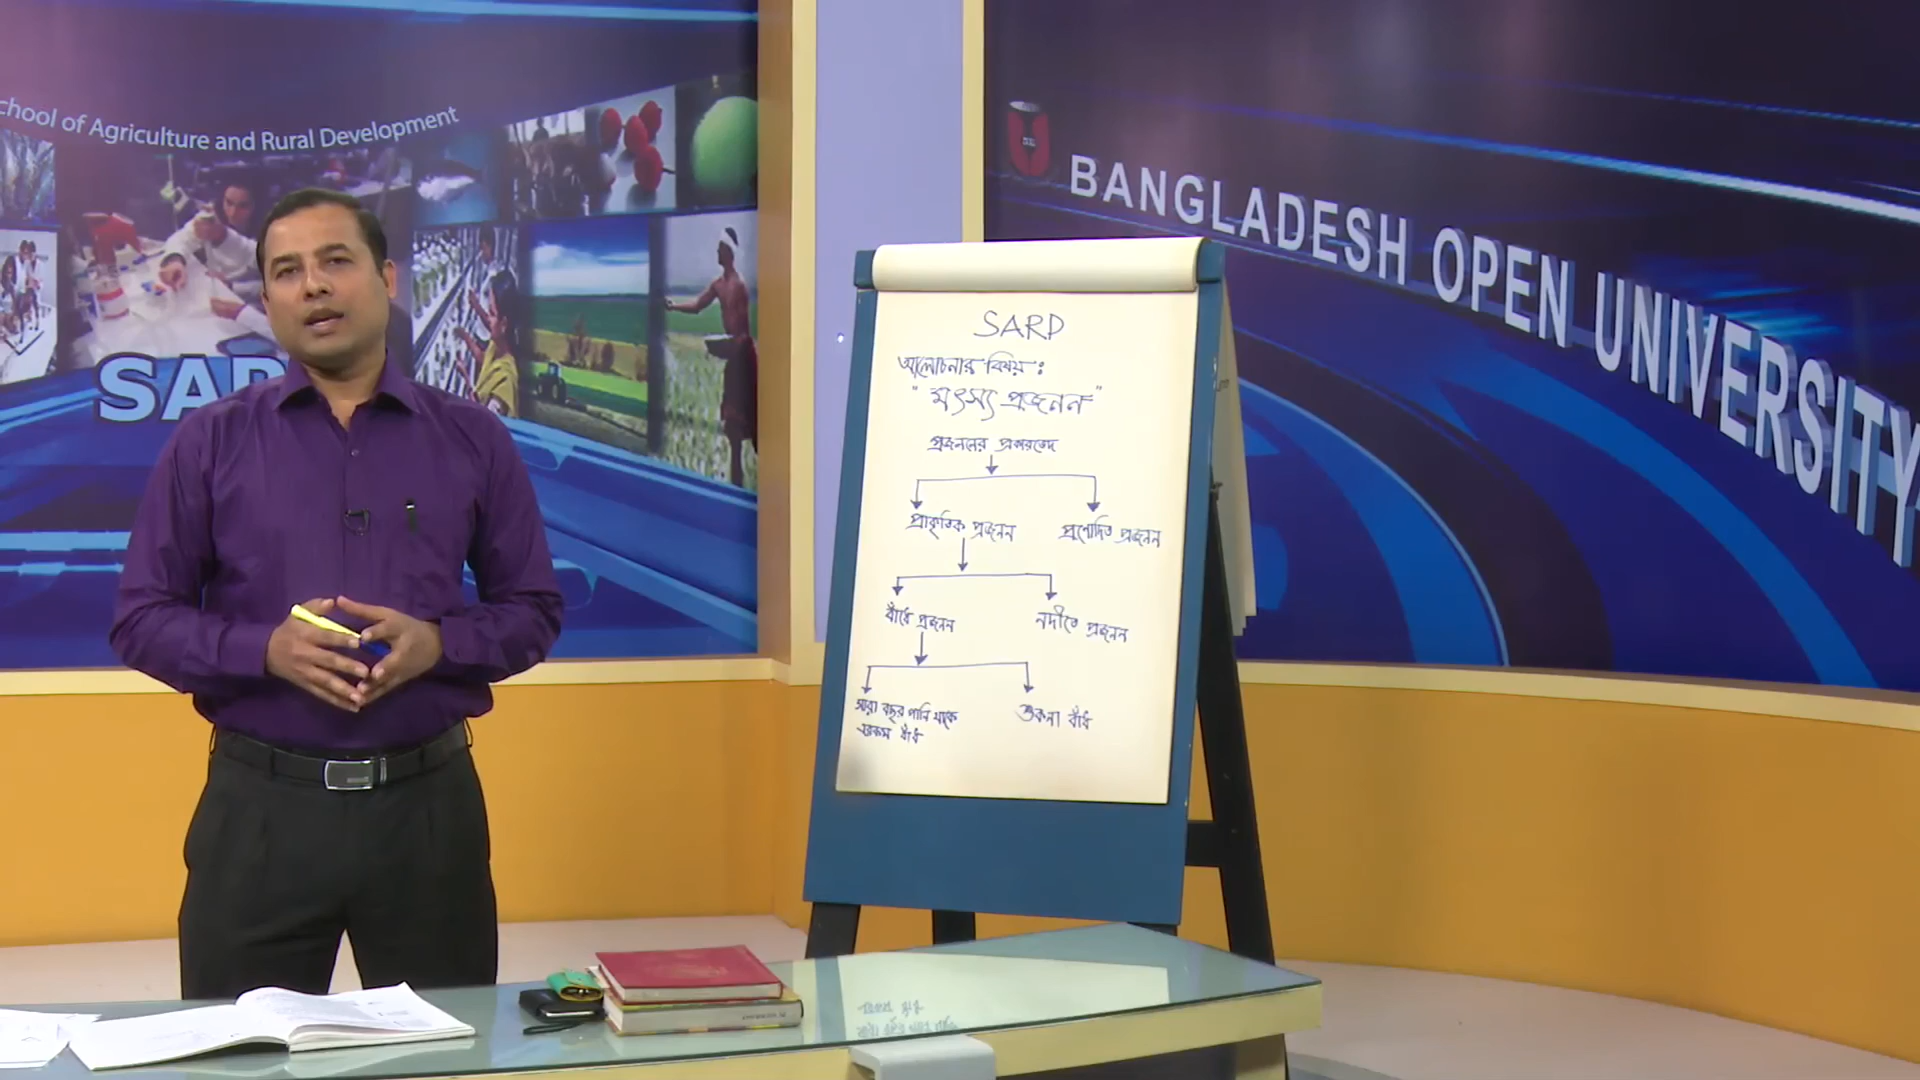 School of Agriculture and Rural Development
BANGLADESH OPEN UNIVERSITY
SARD
আলোচনার বিষয়:
"মৎস্য প্রজনন"
প্রজননের প্রকারভেদ
প্রাকৃতিক প্রজনন প্রণোদিত প্রজনন
বাঁধে প্রজনন নদীতে প্রজনন
সারা বছর পানি থাকে শুকনা বাঁধ
এরকম বাঁধ